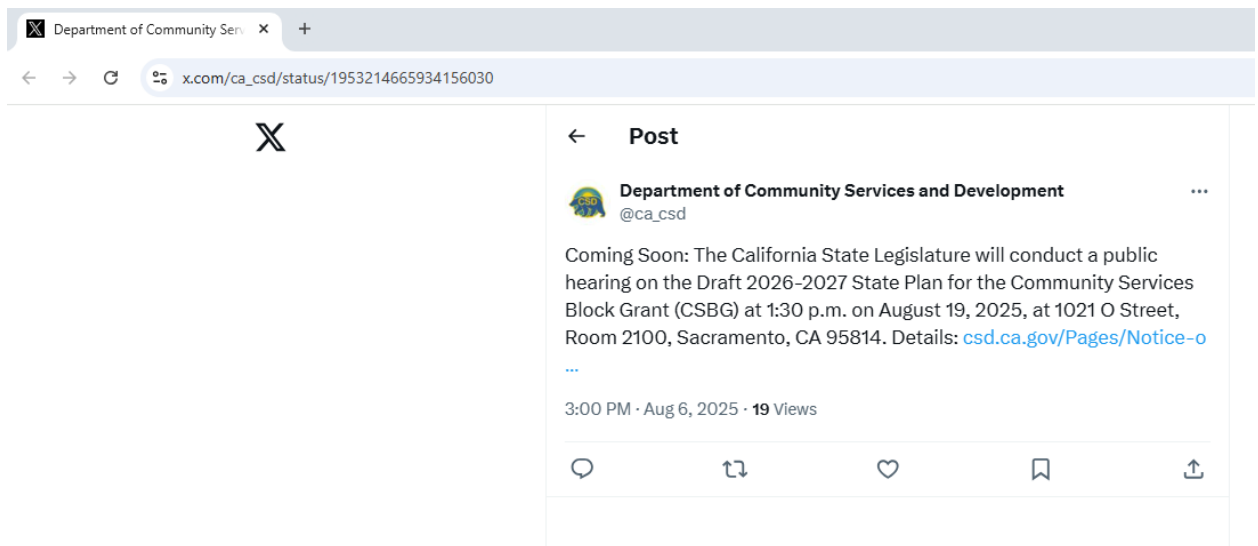 Department of Community Serv
x.com/ca_csd/status/1953214665934156030
Post
CSD
Department of Community Services and Development
@ca_csd
Coming Soon: The California State Legislature will conduct a public
hearing on the Draft 2026-2027 State Plan for the Community Services
Block Grant (CSBG) at 1:30 p.m. on August 19, 2025, at 1021 O Street,
Room 2100, Sacramento, CA 95814. Details: csd.ca.gov/Pages/Notice-o
...
3:00 PM · Aug 6, 2025 · 19 Views